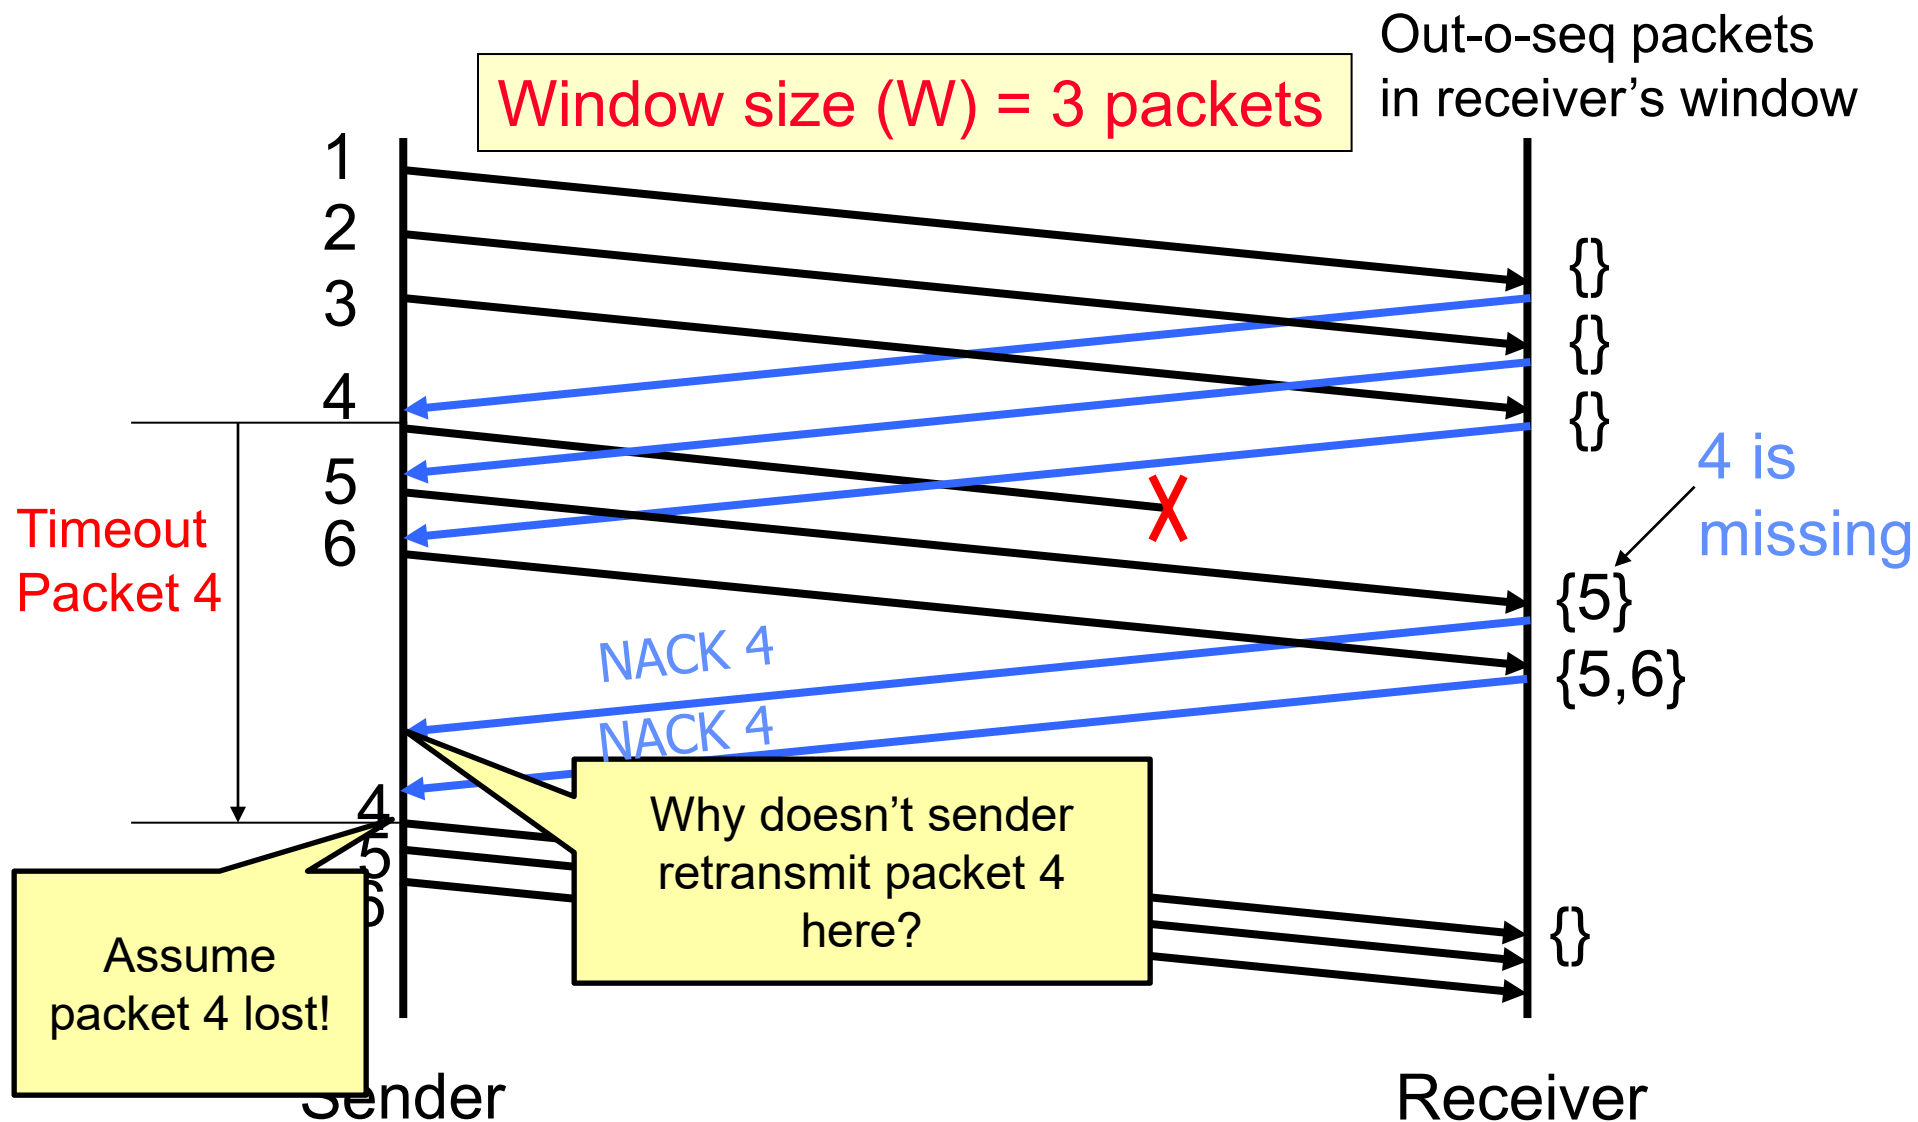 Out-o-seq packets
in receiver’s window
Window size (W) = 3 packets
1
2
3
4
5
6
{}
{}
{}
4 is
missing
Timeout
Packet 4
{5}
{5,6}
NACK 4
NACK 4
4
5
6
Why doesn’t sender
retransmit packet 4
here?
{}
Assume
packet 4 lost!
Sender
Receiver